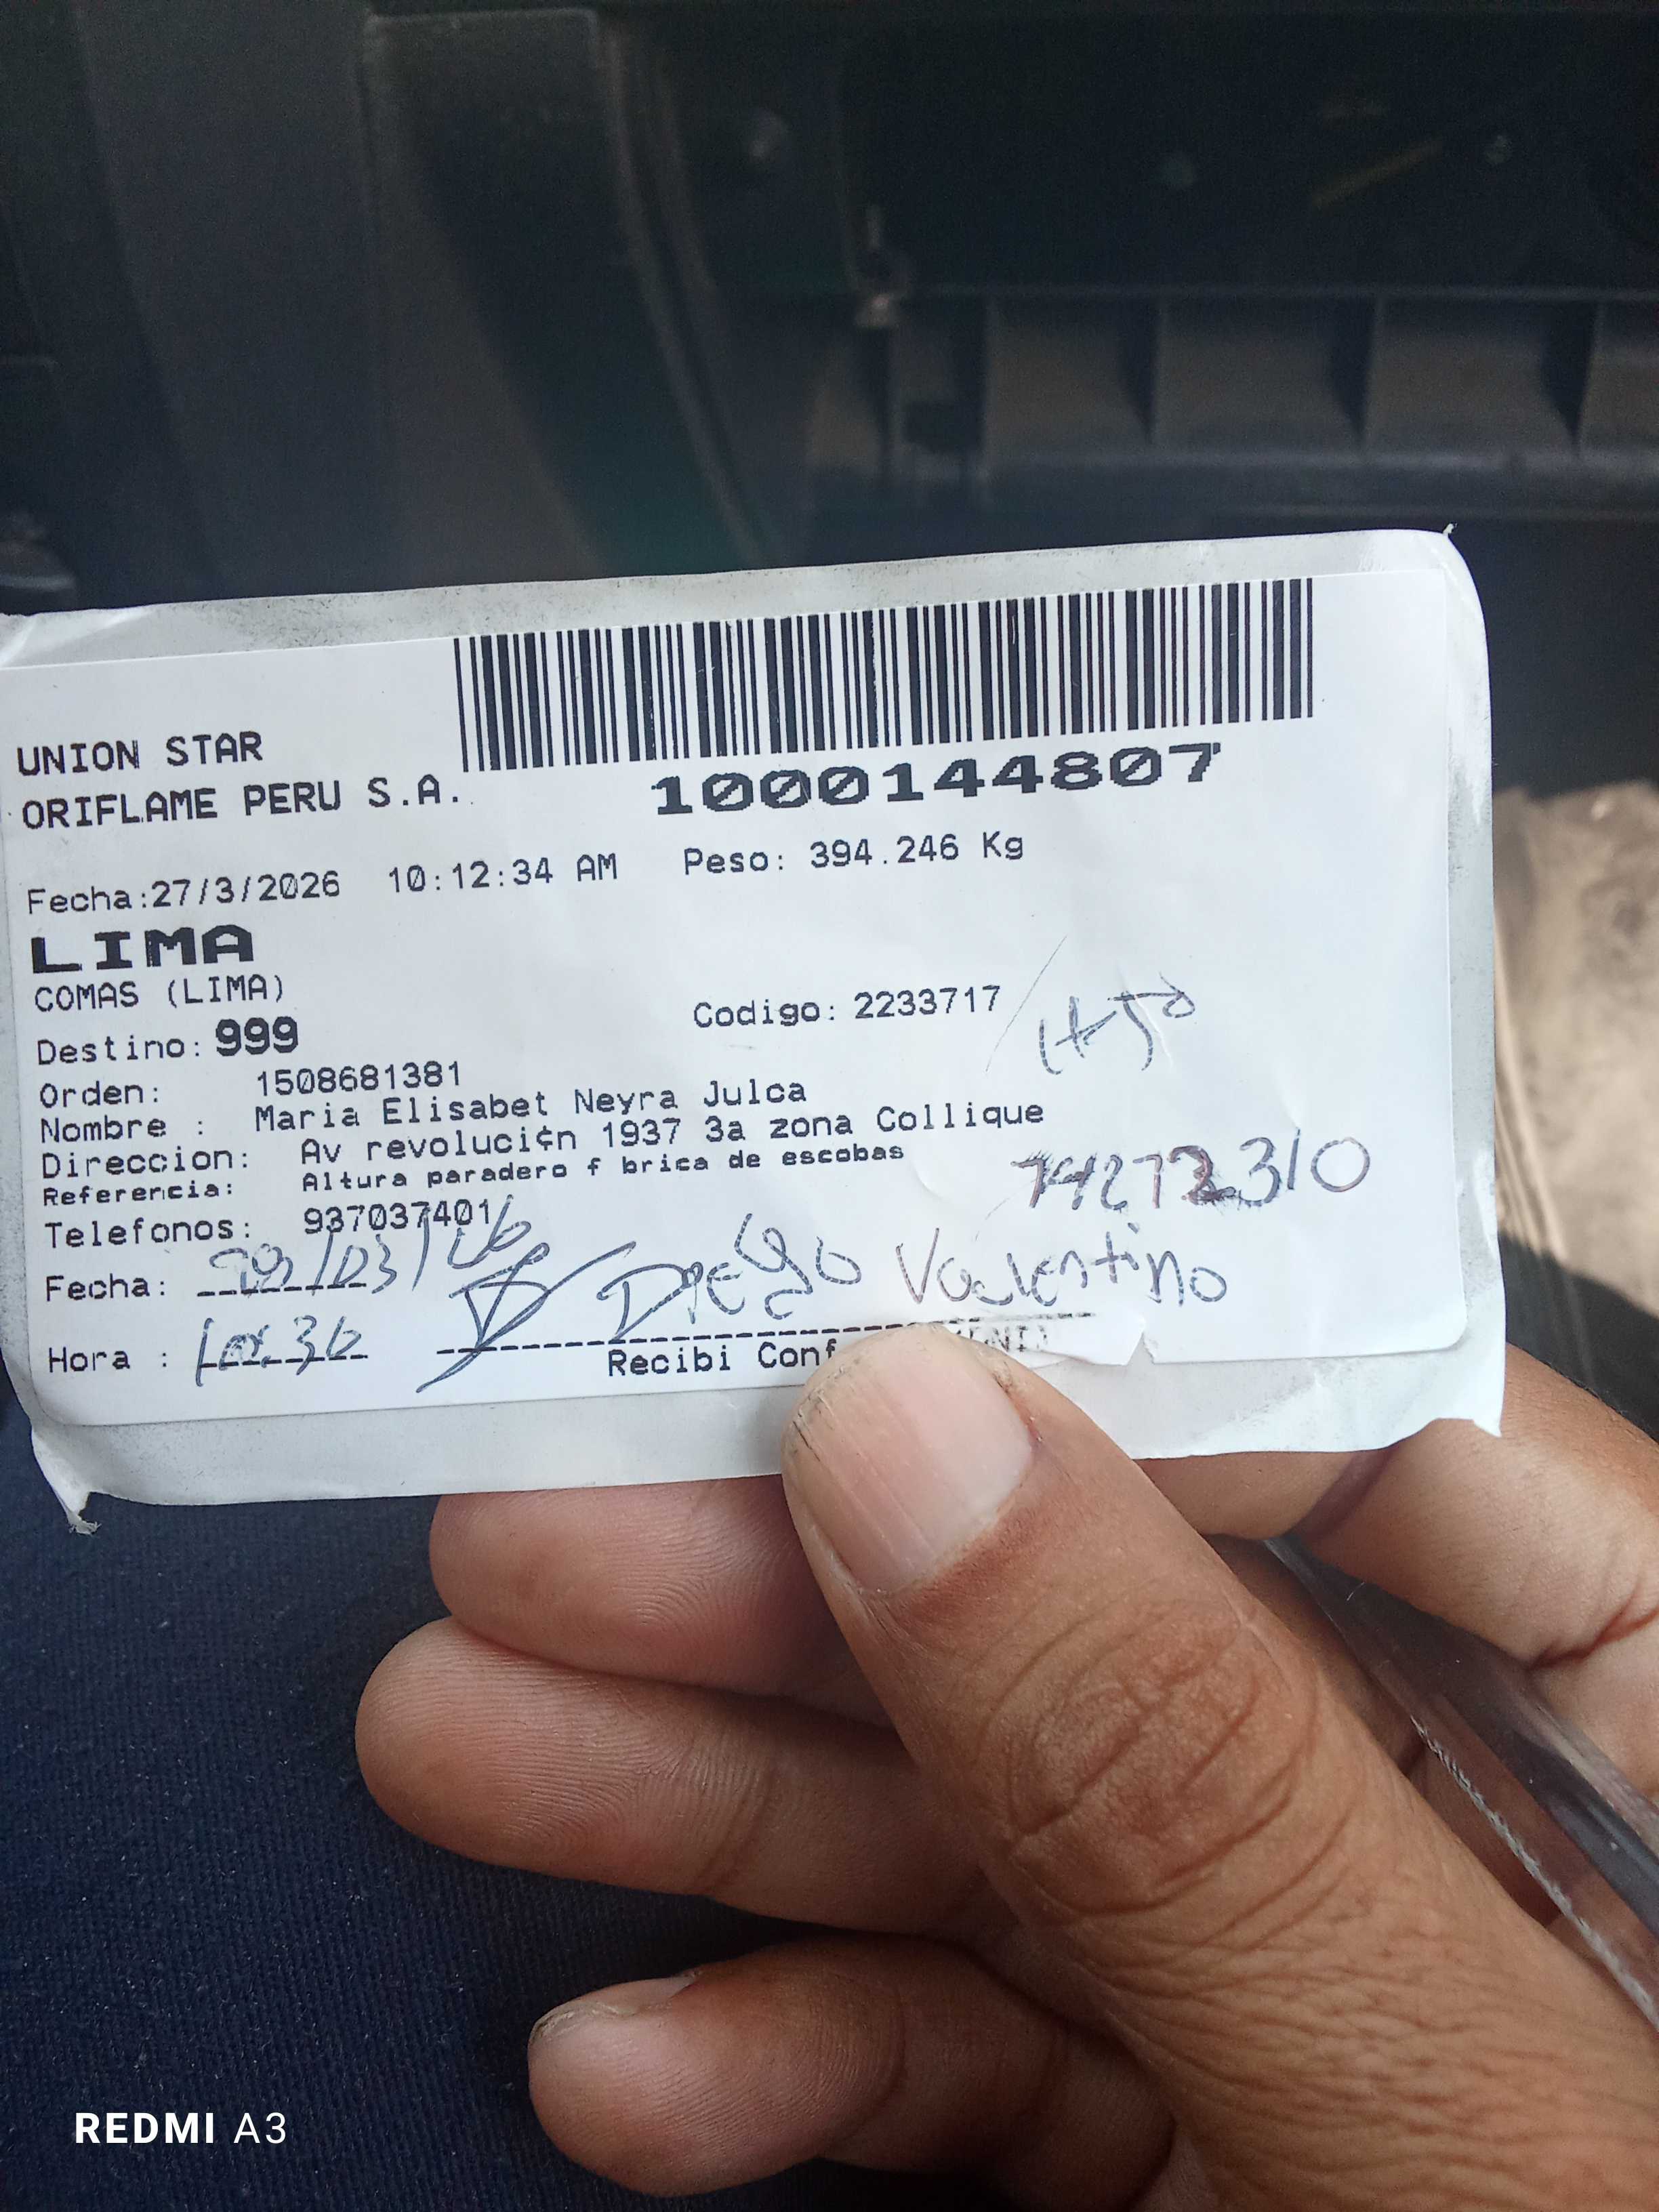 UNION STAR
ORIFLAME PERU S.A.
1000144807
Fecha:27/3/2026 10:12:34 AM Peso: 394.246 Kg
LIMA
COMAS (LIMA)
Destino: 999 Codigo: 2233717
Orden: 1508681381
Nombre : Maria Elisabet Neyra Julca
Direccion: Av revoluci¢n 1937 3a zona Collique
Referencia: Altura paradero f brica de escobas
Telefonos: 937037401
Fecha: /03/26 Diego Valentino
Hora :
Recibi
REDMI A3